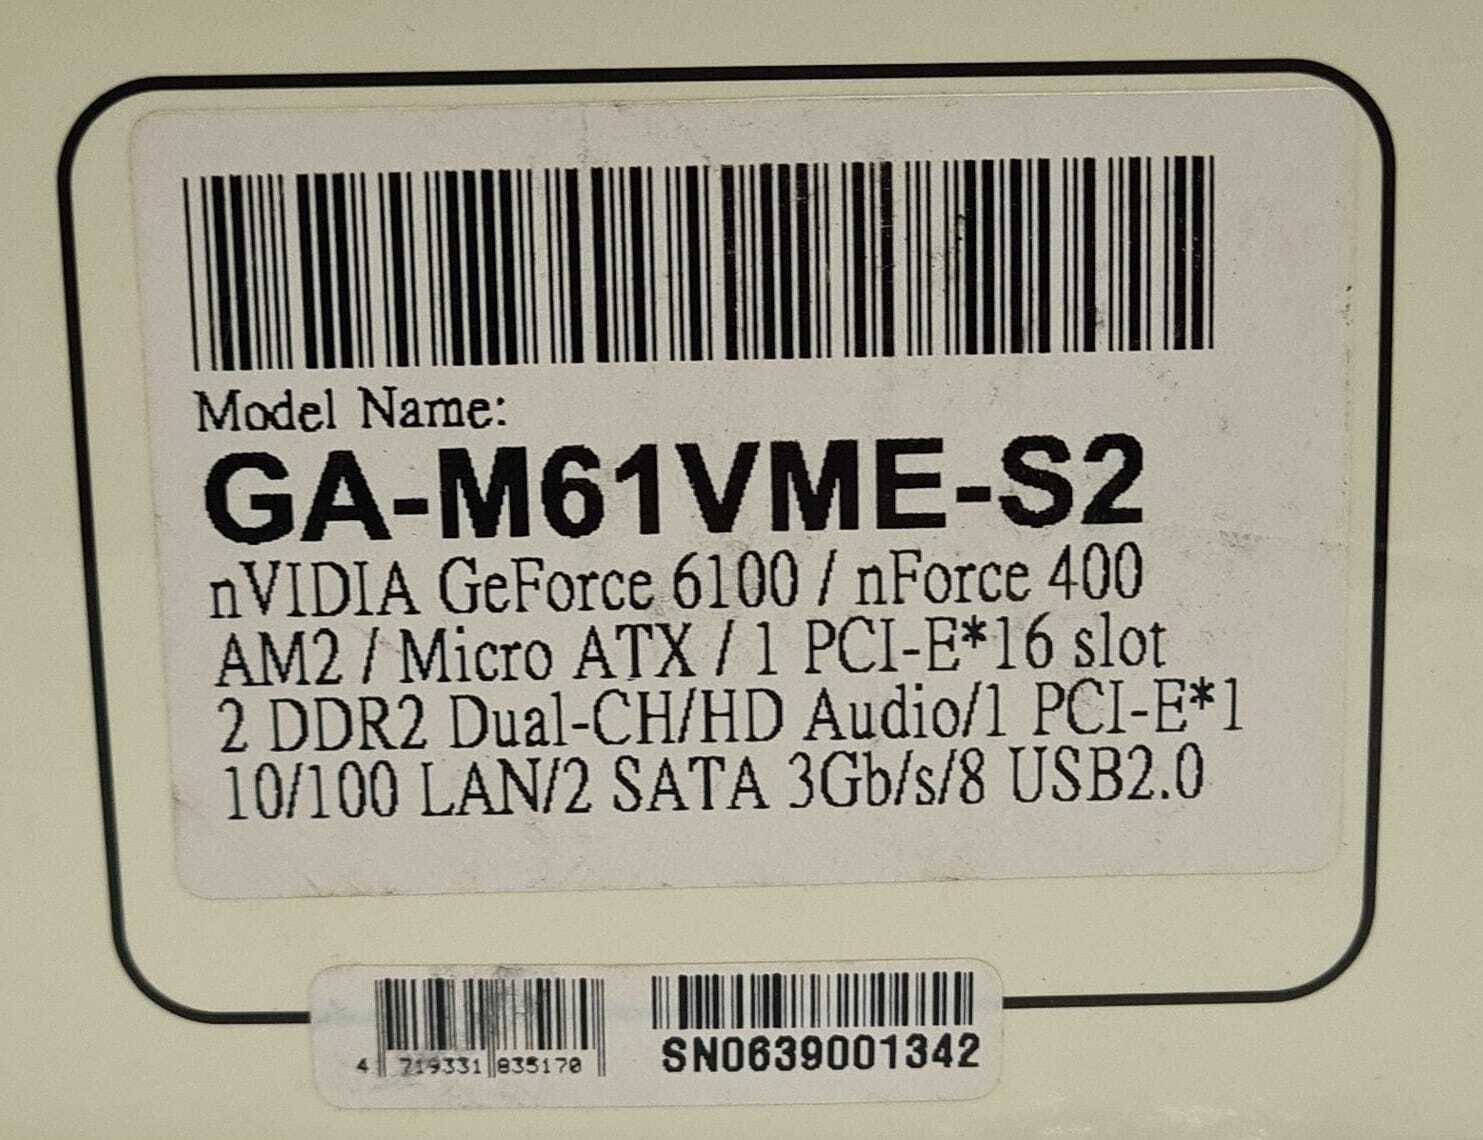 Model Name:
GA-M61VME-S2
nVIDIA GeForce 6100 / nForce 400
AM2 / Micro ATX / 1 PCI-E*16 slot
2 DDR2 Dual-CH/HD Audio/1 PCI-E*1
10/100 LAN/2 SATA 3Gb/s/8 USB2.0
4 719331 835170
SN0639001342